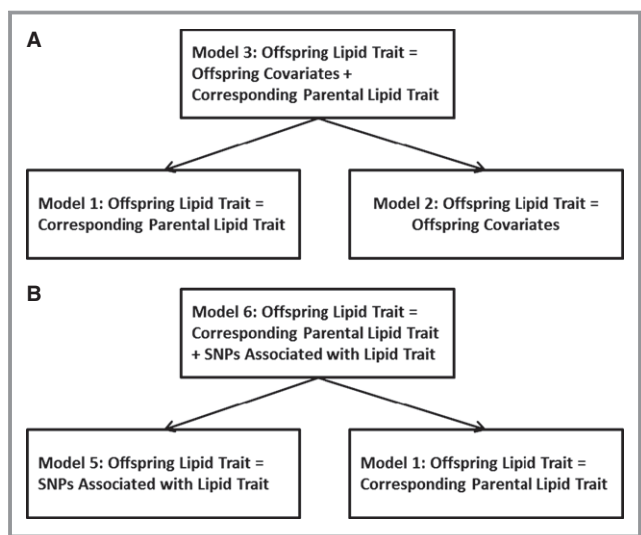 A
Model 3: Offspring Lipid Trait =
Offspring Covariates +
Corresponding Parental Lipid Trait
Model 1: Offspring Lipid Trait =
Corresponding Parental Lipid Trait
Model 2: Offspring Lipid Trait =
Offspring Covariates
B
Model 6: Offspring Lipid Trait =
Corresponding Parental Lipid Trait
+ SNPs Associated with Lipid Trait
Model 5: Offspring Lipid Trait =
SNPs Associated with Lipid Trait
Model 1: Offspring Lipid Trait =
Corresponding Parental Lipid Trait